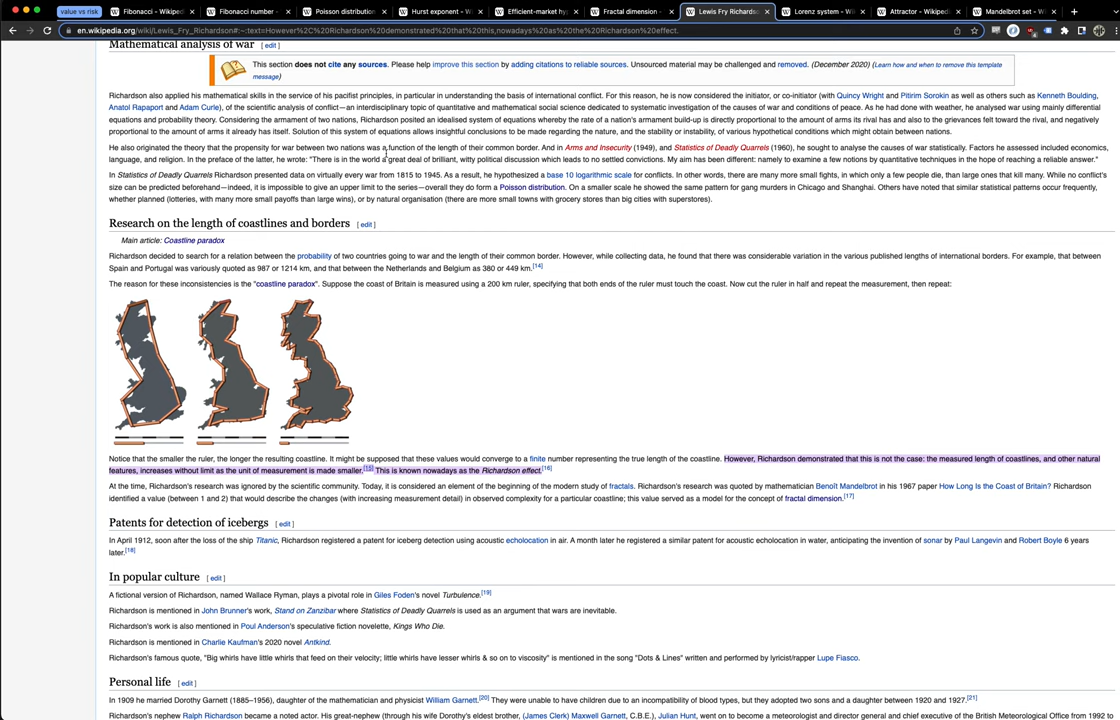 value vs risk
Fibonacci - Wikiped
Fibonacci number -
Poisson distribution
Hurst exponent - W
Efficient-market hy
Fractal dimension -
Lewis Fry Richards
Lorenz system - Wi
Attractor - Wikiped
Mandelbrot set - W
en.wikipedia.org/wiki/Lewis_Fry_Richardson#:~:text=However%2C%20Richardson%20demonstrated%20that%20this,nowadays%20as%20the%20Richardson%20effect.
Mathematical analysis of war [ edit ]
This section does not cite any sources. Please help improve this section by adding citations to reliable sources. Unsourced material may be challenged and removed. (December 2020) (Learn how and when to remove this template
message)
Richardson also applied his mathematical skills in the service of his pacifist principles, in particular in understanding the basis of international conflict. For this reason, he is now considered the initiator, or co-initiator (with Quincy Wright and Pitirim Sorokin as well as others such as Kenneth Boulding,
Anatol Rapaport and Adam Curle), of the scientific analysis of conflict—an interdisciplinary topic of quantitative and mathematical social science dedicated to systematic investigation of the causes of war and conditions of peace. As he had done with weather, he analysed war using mainly differential
equations and probability theory. Considering the armament of two nations, Richardson posited an idealised system of equations whereby the rate of a nation's armament build-up is directly proportional to the amount of arms its rival has and also to the grievances felt toward the rival, and negatively
proportional to the amount of arms it already has itself. Solution of this system of equations allows insightful conclusions to be made regarding the nature, and the stability or instability, of various hypothetical conditions which might obtain between nations.
He also originated the theory that the propensity for war between two nations was a function of the length of their common border. And in Arms and Insecurity (1949), and Statistics of Deadly Quarrels (1960), he sought to analyse the causes of war statistically. Factors he assessed included economics,
language, and religion. In the preface of the latter, he wrote: "There is in the world a great deal of brilliant, witty political discussion which leads to no settled convictions. My aim has been different: namely to examine a few notions by quantitative techniques in the hope of reaching a reliable answer."
In Statistics of Deadly Quarrels Richardson presented data on virtually every war from 1815 to 1945. As a result, he hypothesized a base 10 logarithmic scale for conflicts. In other words, there are many more small fights, in which only a few people die, than large ones that kill many. While no conflict's
size can be predicted beforehand—indeed, it is impossible to give an upper limit to the series—overall they do form a Poisson distribution. On a smaller scale he showed the same pattern for gang murders in Chicago and Shanghai. Others have noted that similar statistical patterns occur frequently,
whether planned (lotteries, with many more small payoffs than large wins), or by natural organisation (there are more small towns with grocery stores than big cities with superstores).
Research on the length of coastlines and borders [ edit ]
Main article: Coastline paradox
Richardson decided to search for a relation between the probability of two countries going to war and the length of their common border. However, while collecting data, he found that there was considerable variation in the various published lengths of international borders. For example, that between
Spain and Portugal was variously quoted as 987 or 1214 km, and that between the Netherlands and Belgium as 380 or 449 km.[14]
The reason for these inconsistencies is the "coastline paradox". Suppose the coast of Britain is measured using a 200 km ruler, specifying that both ends of the ruler must touch the coast. Now cut the ruler in half and repeat the measurement, then repeat:
Notice that the smaller the ruler, the longer the resulting coastline. It might be supposed that these values would converge to a finite number representing the true length of the coastline. However, Richardson demonstrated that this is not the case: the measured length of coastlines, and other natural
features, increases without limit as the unit of measurement is made smaller.[15] This is known nowadays as the Richardson effect.[16]
At the time, Richardson's research was ignored by the scientific community. Today, it is considered an element of the beginning of the modern study of fractals. Richardson's research was quoted by mathematician Benoît Mandelbrot in his 1967 paper How Long Is the Coast of Britain? Richardson
identified a value (between 1 and 2) that would describe the changes (with increasing measurement detail) in observed complexity for a particular coastline; this value served as a model for the concept of fractal dimension.[17]
Patents for detection of icebergs [ edit ]
In April 1912, soon after the loss of the ship Titanic, Richardson registered a patent for iceberg detection using acoustic echolocation in air. A month later he registered a similar patent for acoustic echolocation in water, anticipating the invention of sonar by Paul Langevin and Robert Boyle 6 years
later.[18]
In popular culture [ edit ]
A fictional version of Richardson, named Wallace Ryman, plays a pivotal role in Giles Foden's novel Turbulence.[19]
Richardson is mentioned in John Brunner's work, Stand on Zanzibar where Statistics of Deadly Quarrels is used as an argument that wars are inevitable.
Richardson's work is also mentioned in Poul Anderson's speculative fiction novelette, Kings Who Die.
Richardson is mentioned in Charlie Kaufman's 2020 novel Antkind.
Richardson's famous quote, "Big whirls have little whirls that feed on their velocity; little whirls have lesser whirls & so on to viscosity" is mentioned in the song "Dots & Lines" written and performed by lyricist/rapper Lupe Fiasco.
Personal life [ edit ]
In 1909 he married Dorothy Garnett (1885–1956), daughter of the mathematician and physicist William Garnett.[20] They were unable to have children due to an incompatibility of blood types, but they adopted two sons and a daughter between 1920 and 1927.[21]
Richardson's nephew Ralph Richardson became a noted actor. His great-nephew (through his wife Dorothy's eldest brother, (James Clerk) Maxwell Garnett, C.B.E.), Julian Hunt, went on to become a meteorologist and director general and chief executive of the British Meteorological Office from 1992 to